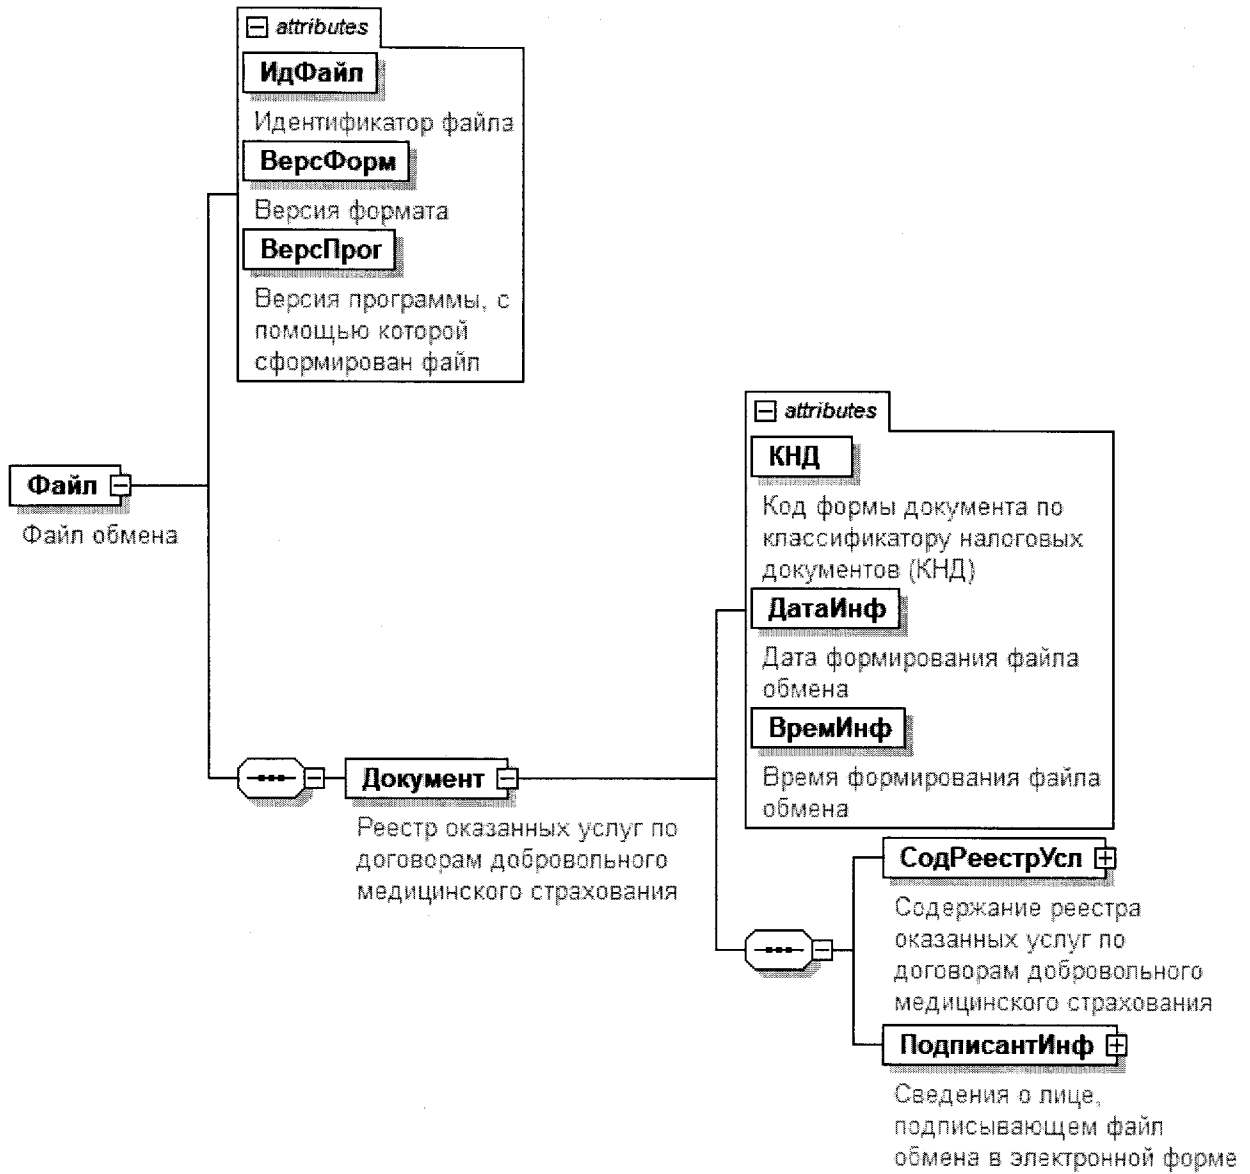 attributes
ИдФайл
Идентификатор файла
ВерсФорм
Версия формата
ВерсПрог
Версия программы, с
помощью которой
сформирован файл
Файл
Файл обмена
Документ
Реестр оказанных услуг по
договорам добровольного
медицинского страхования
attributes
КНД
Код формы документа по
классификатору налоговых
документов (КНД)
ДатаИнф
Дата формирования файла
обмена
ВремИнф
Время формирования файла
обмена
СодРеестрУсл
Содержание реестра
оказанных услуг по
договорам добровольного
медицинского страхования
ПодписантИнф
Сведения о лице,
подписывающем файл
обмена в электронной форме